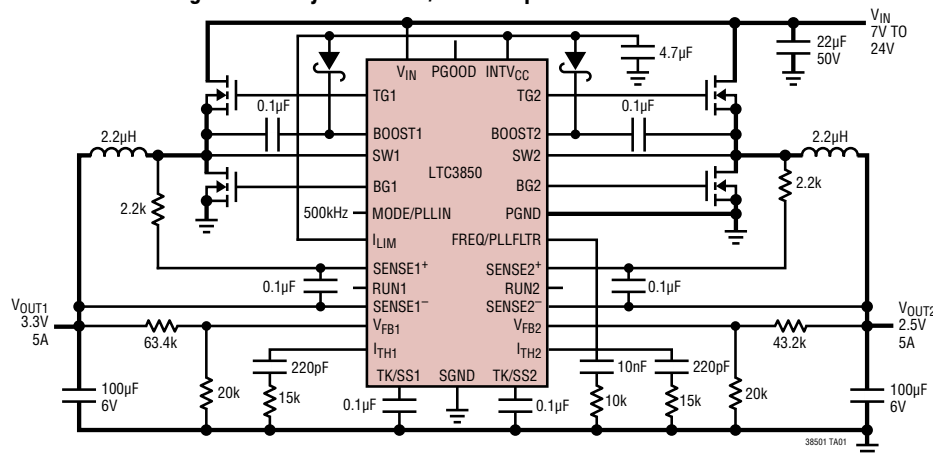 V_IN
7V TO
24V
22µF
50V
4.7µF
V_IN PGOOD INTV_CC
TG1 TG2
0.1µF 0.1µF
BOOST1 BOOST2
2.2µH 2.2µH
SW1 SW2
LTC3850
BG1 BG2
2.2k 2.2k
500kHz MODE/PLLIN PGND
I_LIM FREQ/PLLFLTR
SENSE1+ SENSE2+
0.1µF RUN1 RUN2 0.1µF
SENSE1– SENSE2–
V_OUT1
3.3V
5A
V_OUT2
2.5V
5A
V_FB1 V_FB2
63.4k 43.2k
I_TH1 I_TH2
220pF 10nF 220pF
TK/SS1 SGND TK/SS2
100µF
6V
20k 15k 0.1µF 0.1µF 10k 15k 20k
100µF
6V
38501 TA01